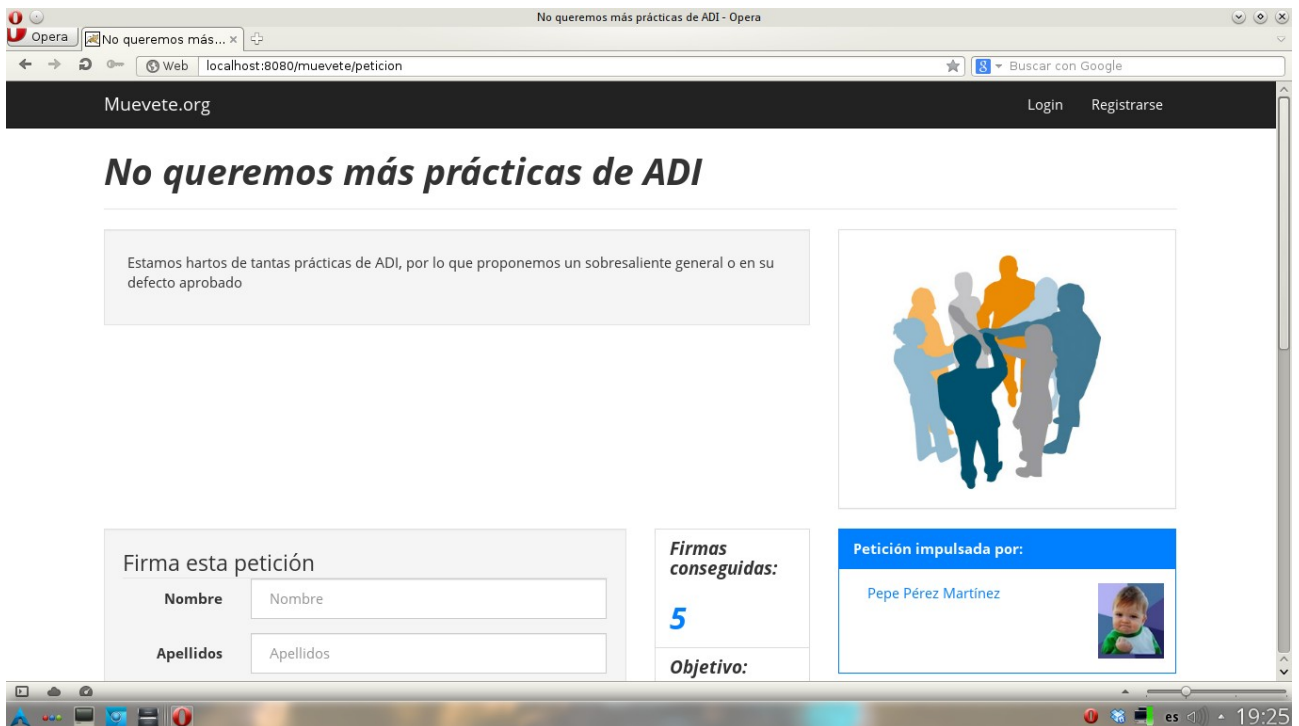 No queremos más prácticas de ADI - Opera
Opera
No queremos más...
Web
localhost:8080/muevete/peticion
Buscar con Google
Muevete.org
Login
Registrarse
No queremos más prácticas de ADI
Estamos hartos de tantas prácticas de ADI, por lo que proponemos un sobresaliente general o en su
defecto aprobado
Firma esta petición
Nombre
Nombre
Apellidos
Apellidos
Firmas
conseguidas:
5
Objetivo:
Petición impulsada por:
Pepe Pérez Martínez
es
19:25